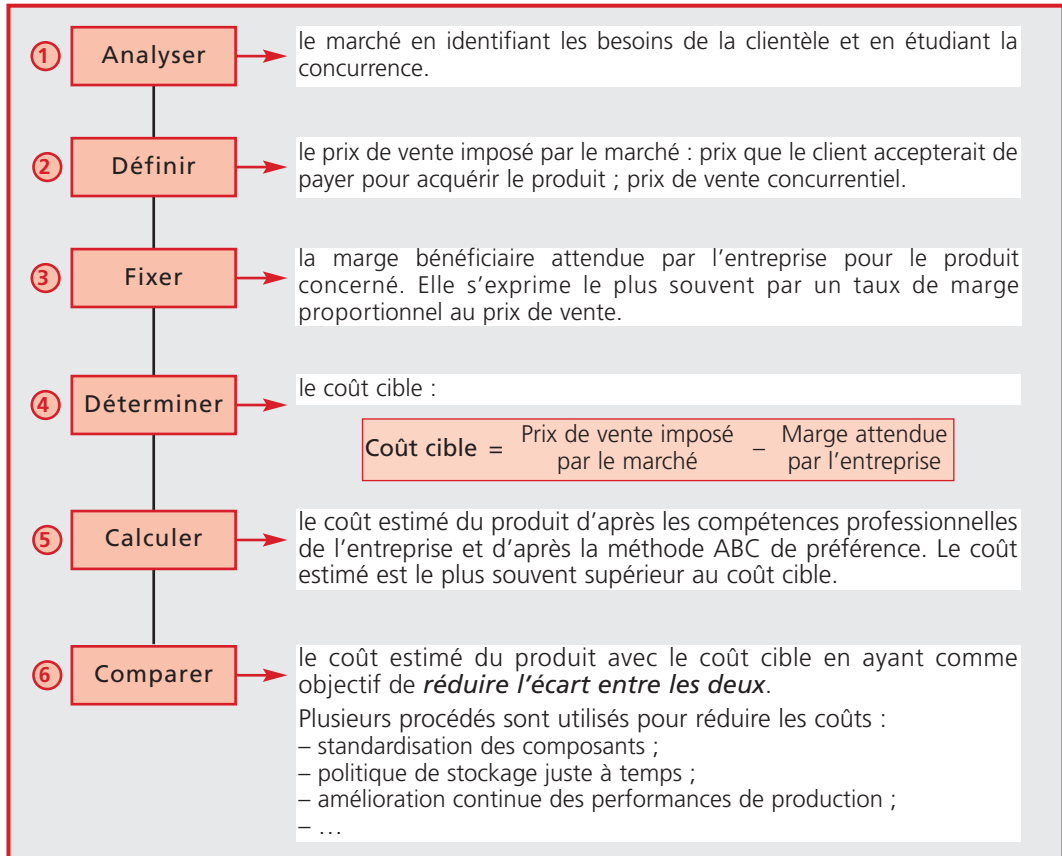 1 Analyser le marché en identifiant les besoins de la clientèle et en étudiant la
concurrence.
2 Définir le prix de vente imposé par le marché : prix que le client accepterait de
payer pour acquérir le produit ; prix de vente concurrentiel.
3 Fixer la marge bénéficiaire attendue par l'entreprise pour le produit
concerné. Elle s'exprime le plus souvent par un taux de marge
proportionnel au prix de vente.
4 Déterminer le coût cible :
Coût cible = Prix de vente imposé – Marge attendue
par le marché par l'entreprise
5 Calculer le coût estimé du produit d'après les compétences professionnelles
de l'entreprise et d'après la méthode ABC de préférence. Le coût
estimé est le plus souvent supérieur au coût cible.
6 Comparer le coût estimé du produit avec le coût cible en ayant comme
objectif de réduire l'écart entre les deux.
Plusieurs procédés sont utilisés pour réduire les coûts :
– standardisation des composants ;
– politique de stockage juste à temps ;
– amélioration continue des performances de production ;
– …